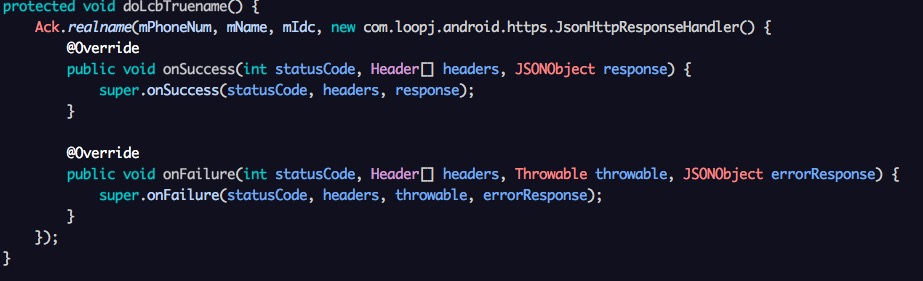 protected void doLcbTruename() {
    Ack.realname(mPhoneNum, mName, mIdc, new com.loopj.android.https.JsonHttpResponseHandler() {
        @Override
        public void onSuccess(int statusCode, Header[] headers, JSONObject response) {
            super.onSuccess(statusCode, headers, response);
        }

        @Override
        public void onFailure(int statusCode, Header[] headers, Throwable throwable, JSONObject errorResponse) {
            super.onFailure(statusCode, headers, throwable, errorResponse);
        }
    });
}